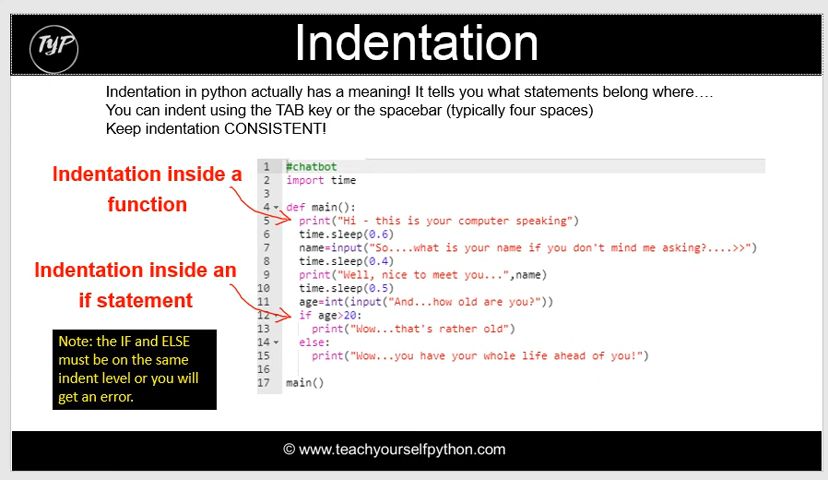 TyP
Indentation
Indentation in python actually has a meaning! It tells you what statements belong where….
You can indent using the TAB key or the spacebar (typically four spaces)
Keep indentation CONSISTENT!
Indentation inside a
function
Indentation inside an
if statement
Note: the IF and ELSE
must be on the same
indent level or you will
get an error.
1 #chatbot
2 import time
3
4 def main():
5   print("Hi - this is your computer speaking")
6   time.sleep(0.6)
7   name=input("So....what is your name if you don't mind me asking?....>>")
8   time.sleep(0.4)
9   print("Well, nice to meet you...",name)
10   time.sleep(0.5)
11   age=int(input("And...how old are you?"))
12   if age>20:
13     print("Wow...that's rather old")
14   else:
15     print("Wow...you have your whole life ahead of you!")
16
17 main()
© www.teachyourselfpython.com